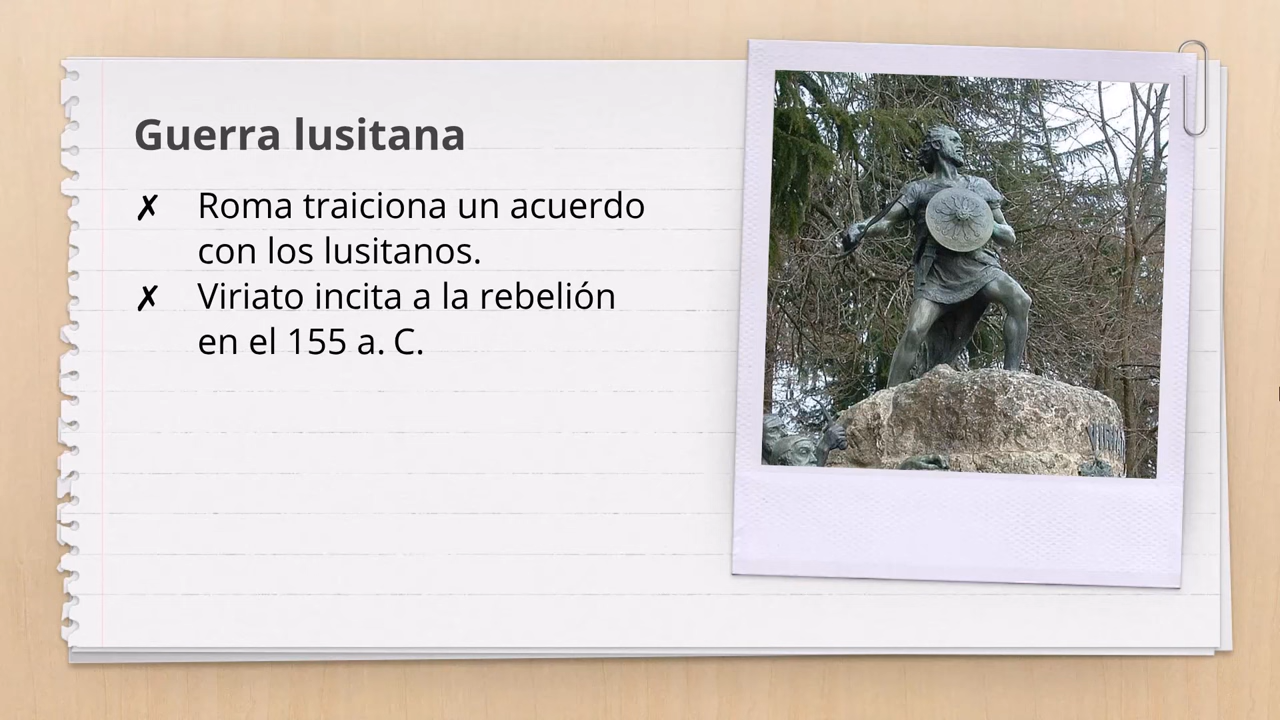 Guerra lusitana
✗ Roma traiciona un acuerdo
con los lusitanos.
✗ Viriato incita a la rebelión
en el 155 a. C.